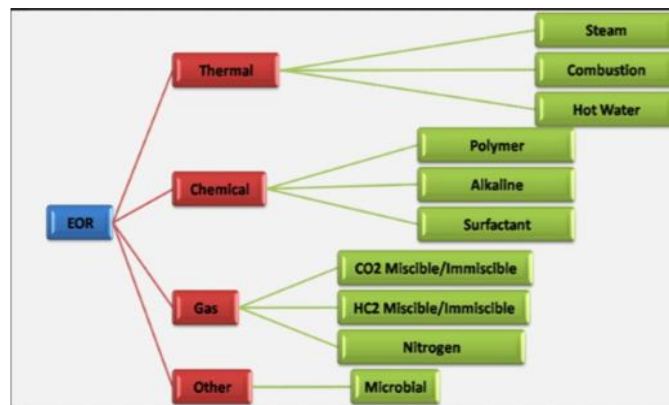 Steam
Thermal
Combustion
Hot Water
Polymer
Chemical
Alkaline
Surfactant
EOR
CO2 Miscible/Immiscible
Gas
HC2 Miscible/Immiscible
Nitrogen
Other
Microbial